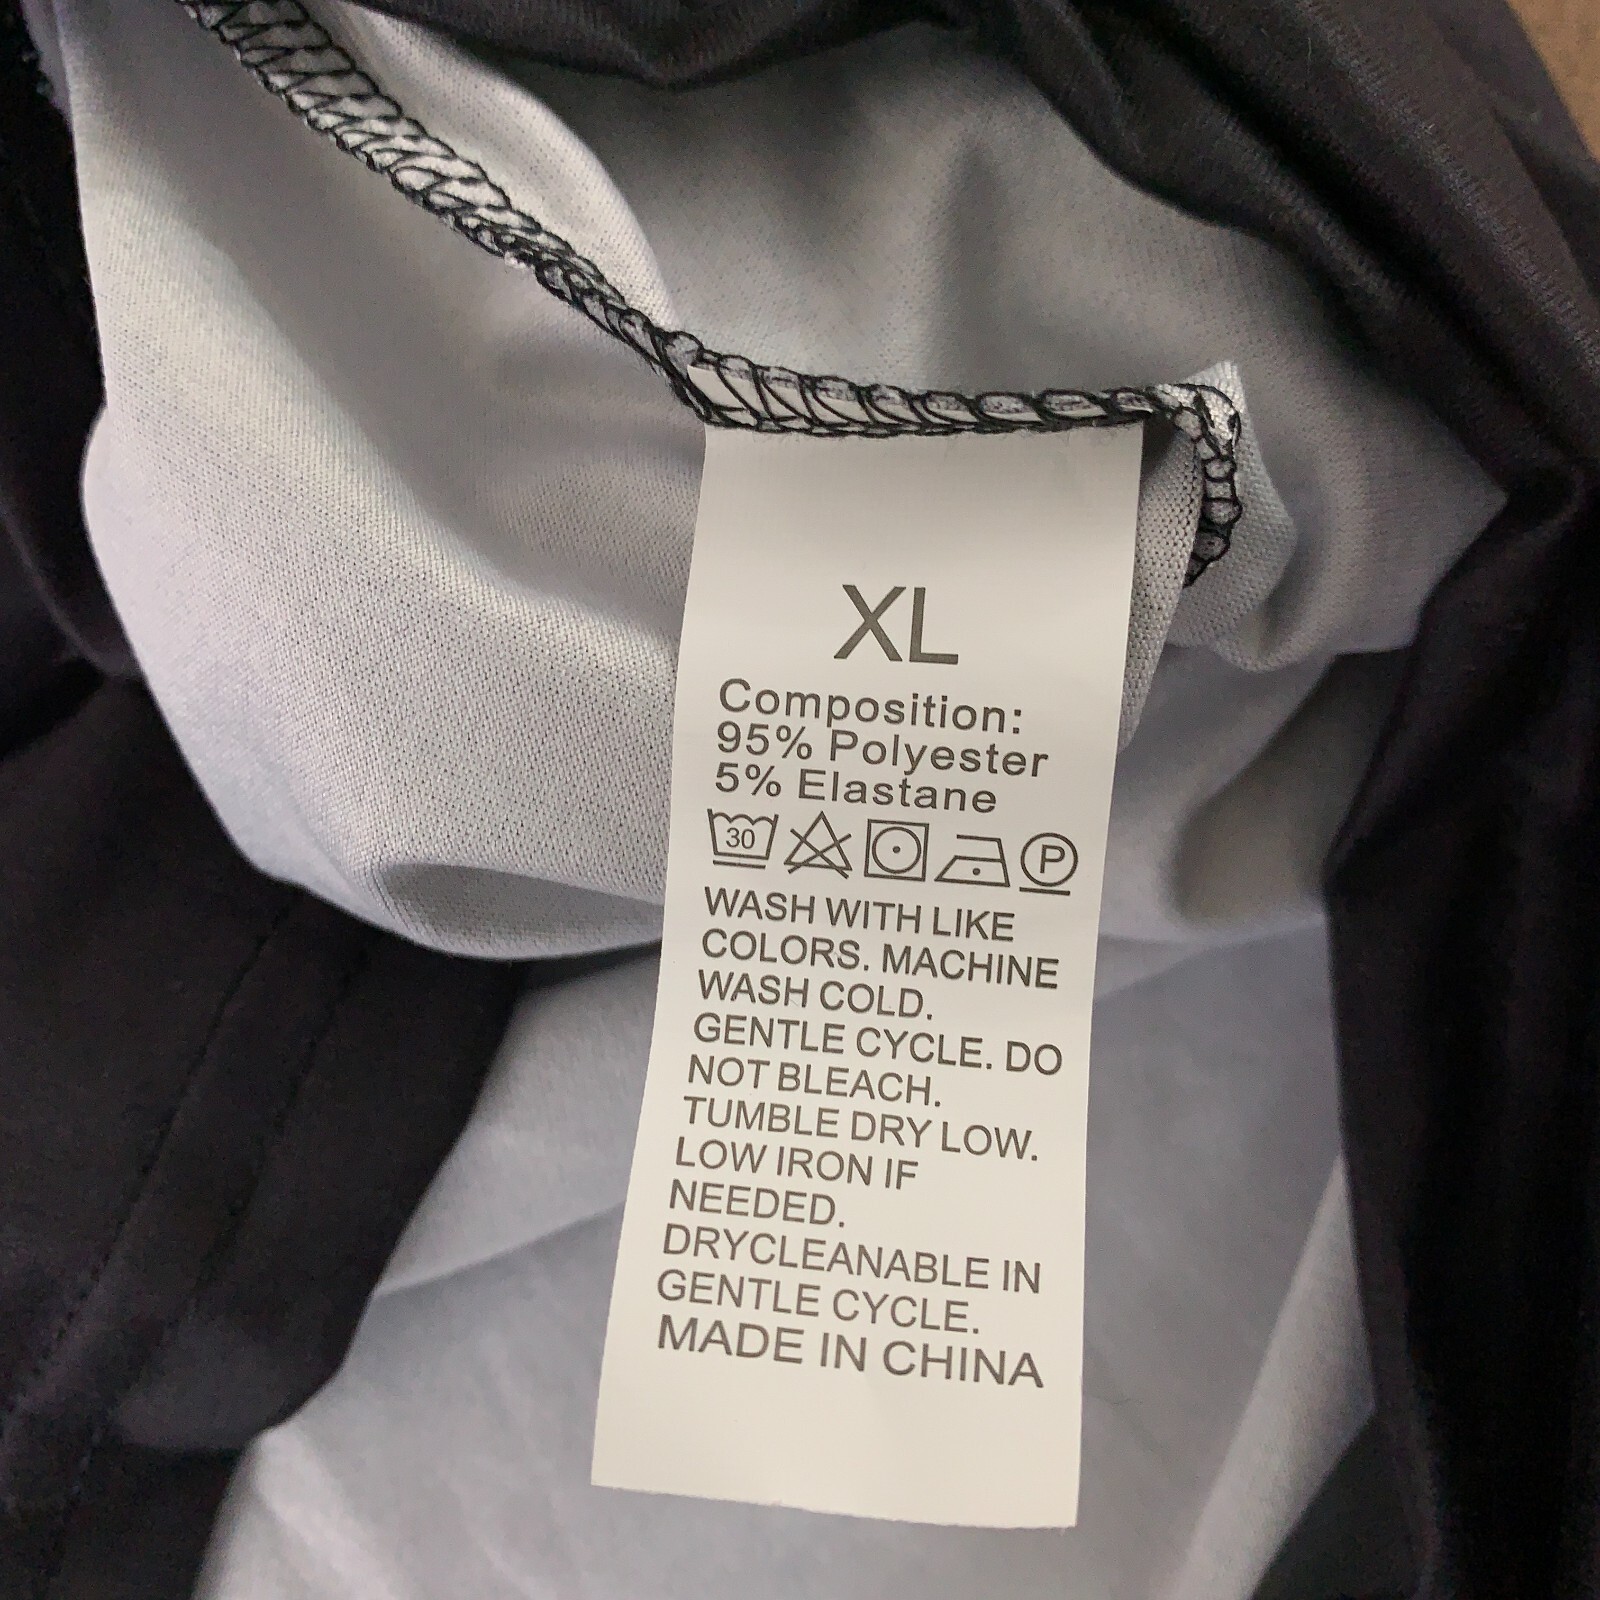 XL
Composition:
95% Polyester
5% Elastane
30 P
WASH WITH LIKE
COLORS. MACHINE
WASH COLD.
GENTLE CYCLE. DO
NOT BLEACH.
TUMBLE DRY LOW.
LOW IRON IF
NEEDED.
DRYCLEANABLE IN
GENTLE CYCLE.
MADE IN CHINA